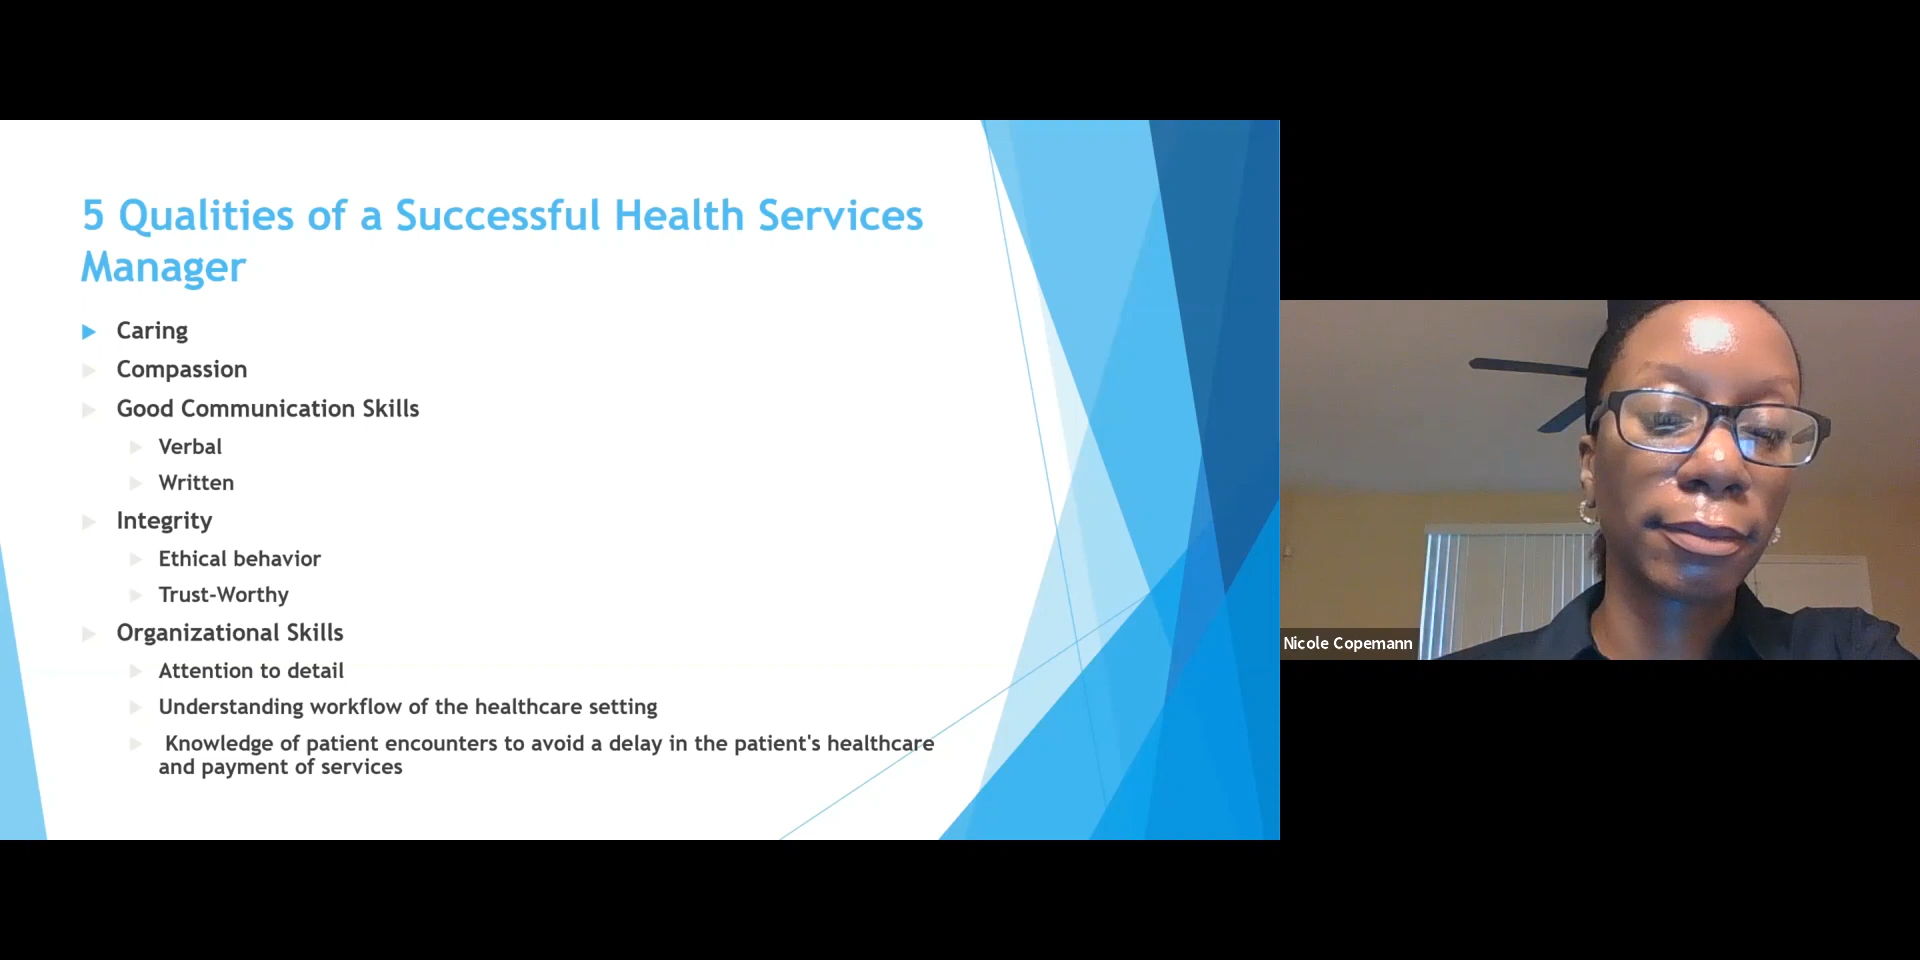 5 Qualities of a Successful Health Services
Manager
Caring
Compassion
Good Communication Skills
Verbal
Written
Integrity
Ethical behavior
Trust-Worthy
Organizational Skills
Attention to detail
Understanding workflow of the healthcare setting
Knowledge of patient encounters to avoid a delay in the patient's healthcare
and payment of services
Nicole Copemann